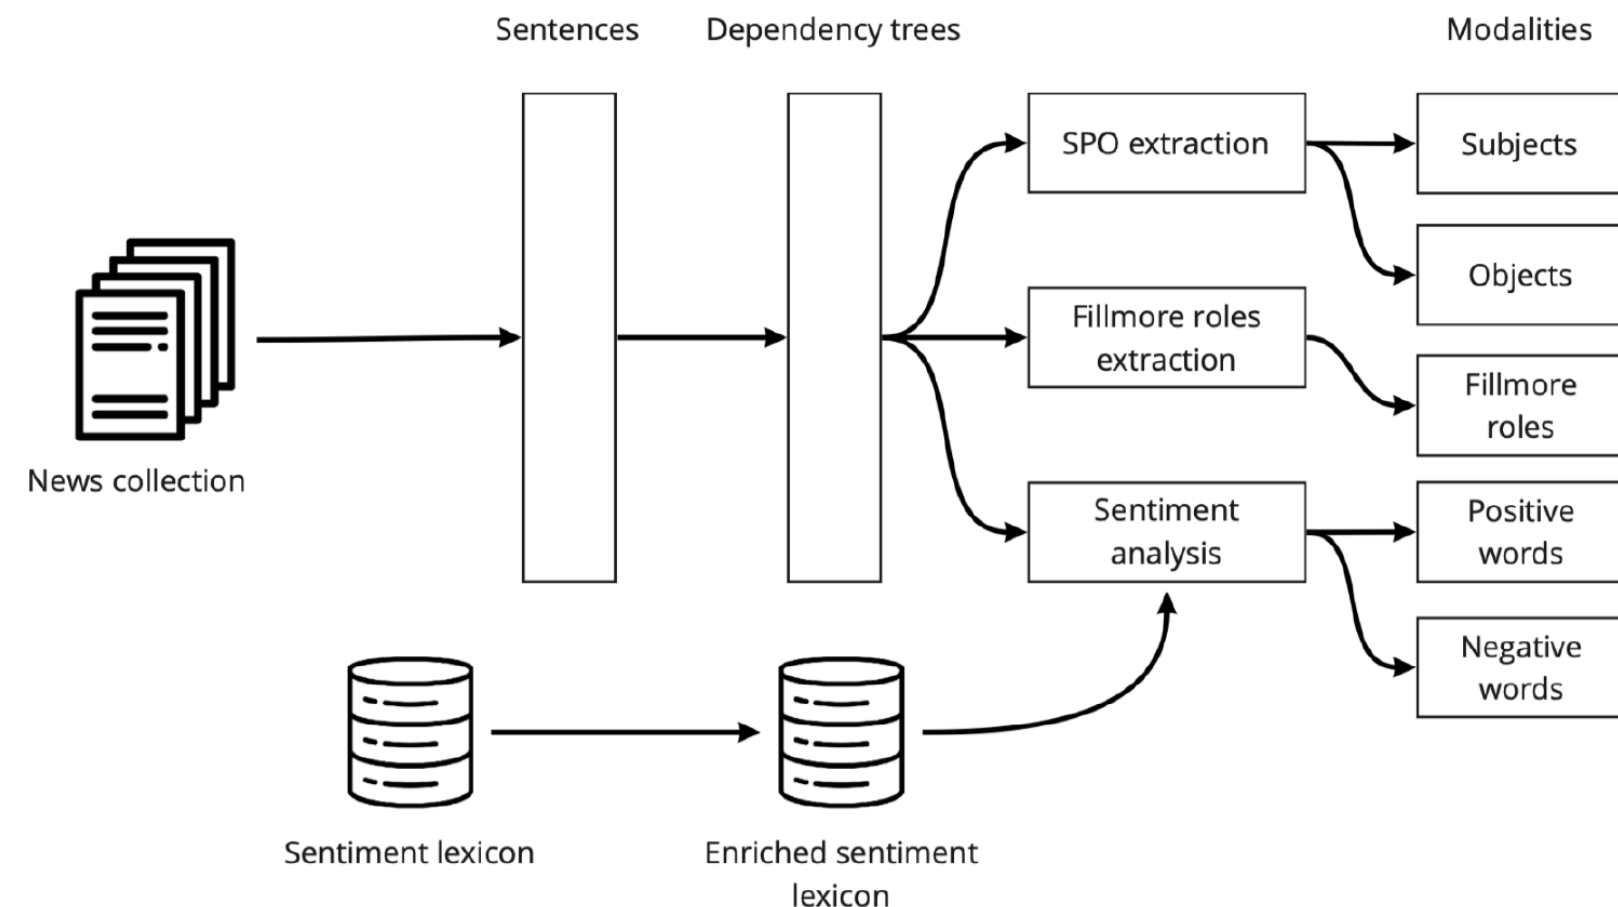 Sentences
Dependency trees
Modalities
SPO extraction
Subjects
Objects
Fillmore roles
extraction
Fillmore
roles
News collection
Sentiment
analysis
Positive
words
Negative
words
Sentiment lexicon
Enriched sentiment
lexicon